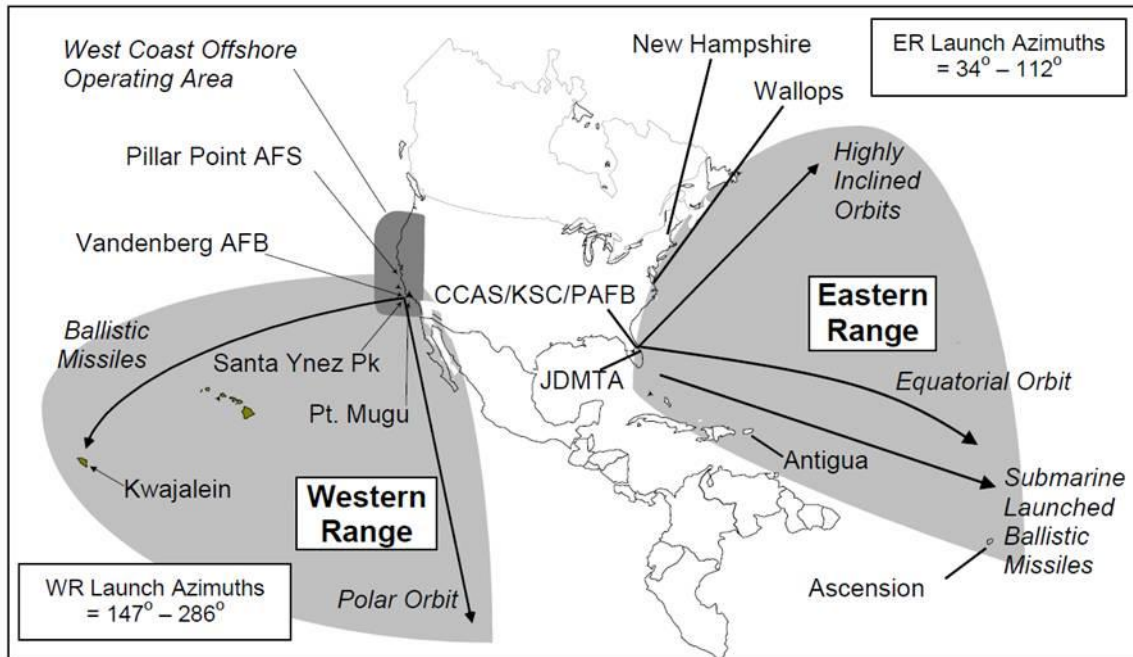 West Coast Offshore
Operating Area
Pillar Point AFS
Vandenberg AFB
Ballistic
Missiles
Santa Ynez Pk
Pt. Mugu
Kwajalein
Western
Range
WR Launch Azimuths
= 147° – 286°
Polar Orbit
New Hampshire
Wallops
ER Launch Azimuths
= 34° – 112°
Highly
Inclined
Orbits
CCAS/KSC/PAFB
Eastern
Range
JDMTA
Equatorial Orbit
Antigua
Submarine
Launched
Ballistic
Missiles
Ascension